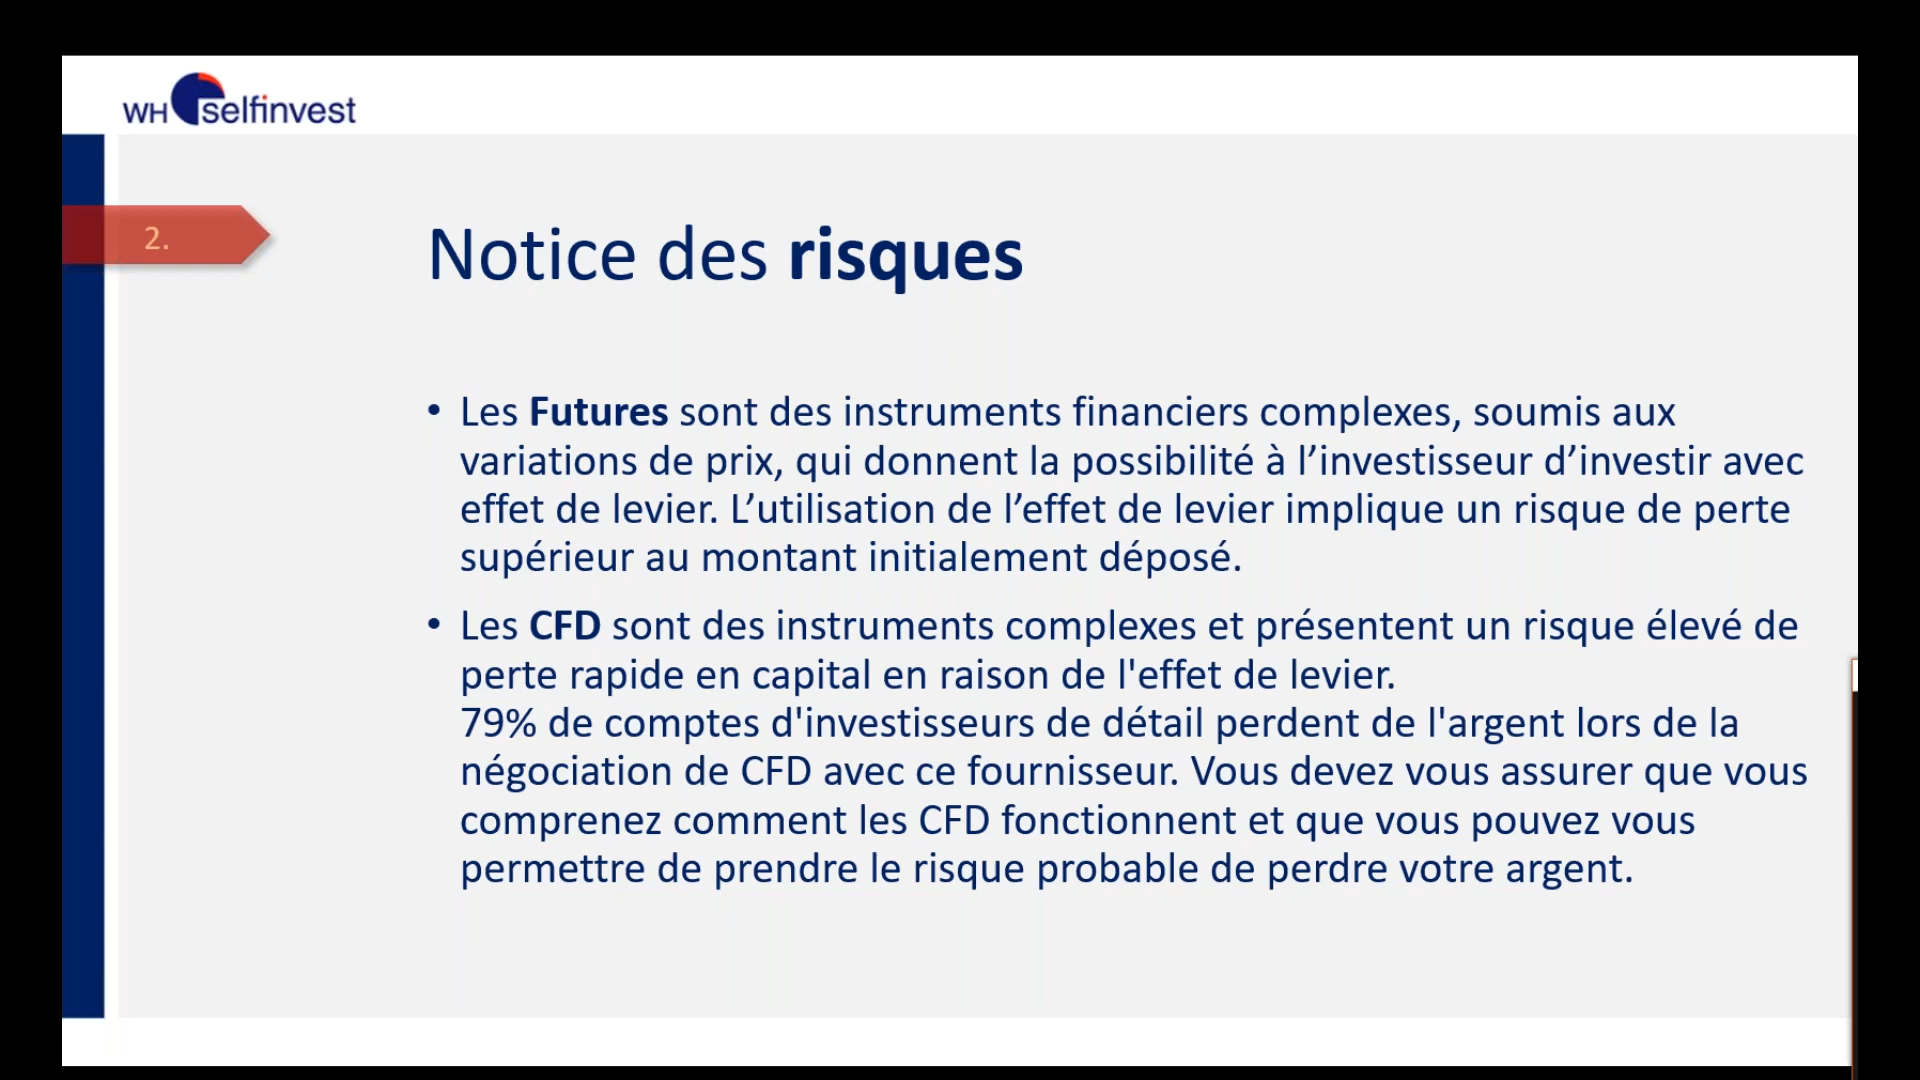 WH selfinvest
2.
Notice des risques
• Les Futures sont des instruments financiers complexes, soumis aux
variations de prix, qui donnent la possibilité à l’investisseur d’investir avec
effet de levier. L’utilisation de l’effet de levier implique un risque de perte
supérieur au montant initialement déposé.
• Les CFD sont des instruments complexes et présentent un risque élevé de
perte rapide en capital en raison de l'effet de levier.
79% de comptes d'investisseurs de détail perdent de l'argent lors de la
négociation de CFD avec ce fournisseur. Vous devez vous assurer que vous
comprenez comment les CFD fonctionnent et que vous pouvez vous
permettre de prendre le risque probable de perdre votre argent.